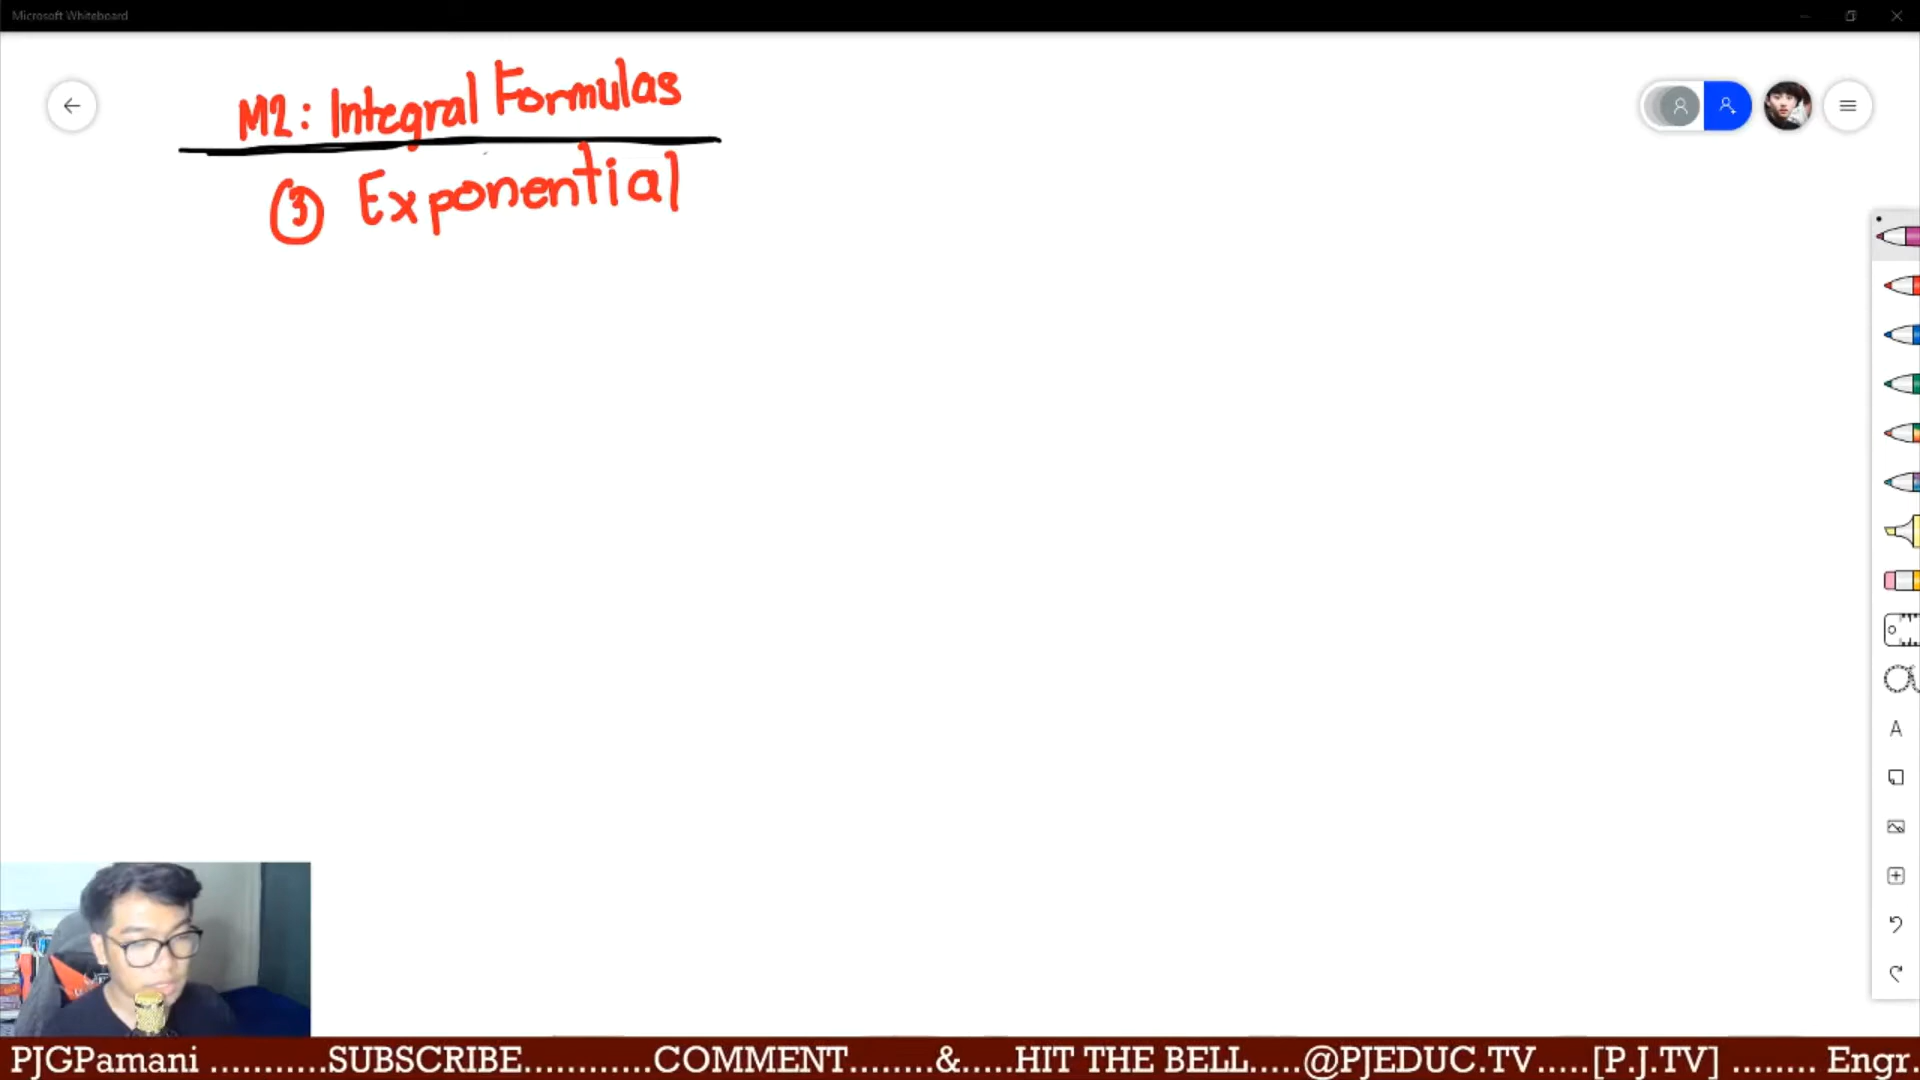 Microsoft Whiteboard
M2: Integral Formulas
③ Exponential
A
PJGPamani ...........SUBSCRIBE............COMMENT........&.....HIT THE BELL.....@PJEDUC.TV.....[P.J.TV] ........ Engr.